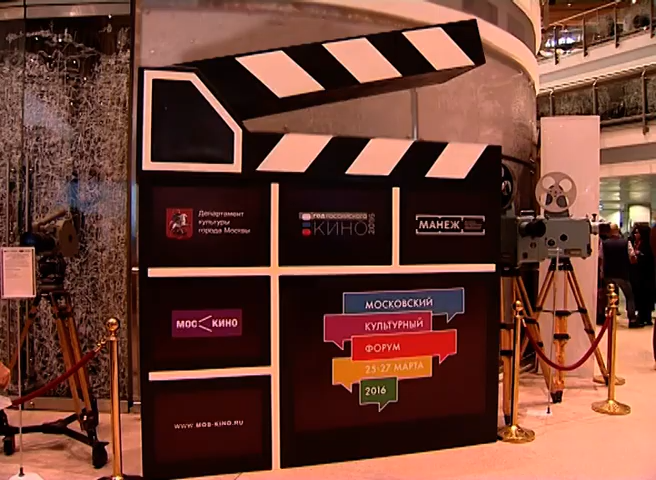 Департамент
культуры
города Москвы
ГОД РОССИЙСКОГО
КИНО 2016
МАНЕЖ
МОС КИНО
WWW.MOS-KINO.RU
МОСКОВСКИЙ
КУЛЬТУРНЫЙ
ФОРУМ
25-27 МАРТА
2016